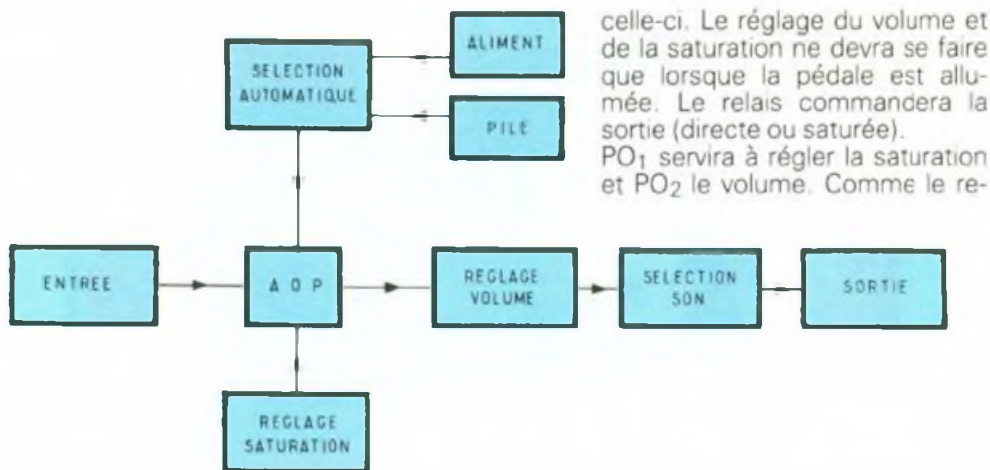 celle-ci. Le réglage du volume et
de la saturation ne devra se faire
que lorsque la pédale est allu-
mée. Le relais commandera la
sortie (directe ou saturée).
PO1 servira à régler la saturation
et PO2 le volume. Comme le re-
ALIMENT
SELECTION
AUTOMATIQUE
PILE
ENTREE
A O P
REGLAGE
VOLUME
SELECTION
SON
SORTIE
REGLAGE
SATURATION